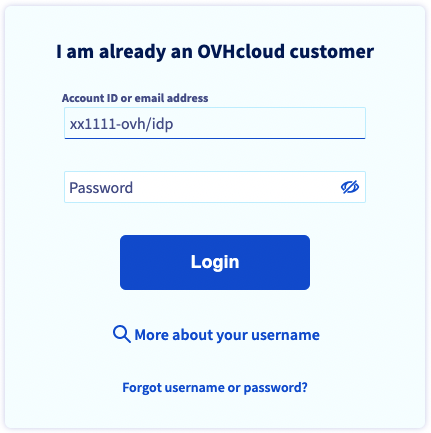 I am already an OVHcloud customer
Account ID or email address
xx1111-ovh/idp
Password
Login
More about your username
Forgot username or password?